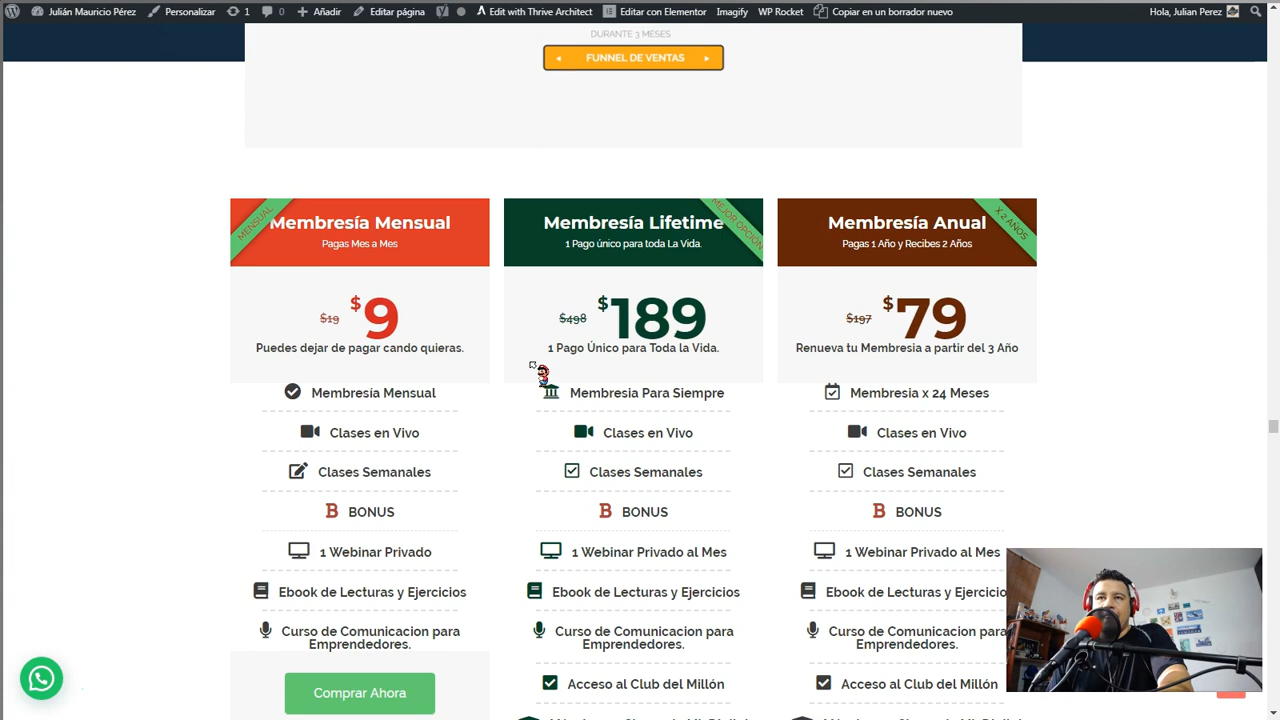 Julián Mauricio Pérez
Personalizar
1
0
Añadir
Editar página
Edit with Thrive Architect
Editar con Elementor
Imagify
WP Rocket
Copiar en un borrador nuevo
Hola, Julian Perez
DURANTE 3 MESES
FUNNEL DE VENTAS
MENSUAL
Membresía Mensual
Pagas Mes a Mes
$19 $9
Puedes dejar de pagar cando quieras.
Membresía Mensual
Clases en Vivo
Clases Semanales
BONUS
1 Webinar Privado
Ebook de Lecturas y Ejercicios
Curso de Comunicacion para
Emprendedores.
Comprar Ahora
MEJOR OPCION
Membresía Lifetime
1 Pago único para toda La Vida.
$498 $189
1 Pago Único para Toda la Vida.
Membresia Para Siempre
Clases en Vivo
Clases Semanales
BONUS
1 Webinar Privado al Mes
Ebook de Lecturas y Ejercicios
Curso de Comunicacion para
Emprendedores.
Acceso al Club del Millón
X 2 AÑOS
Membresía Anual
Pagas 1 Año y Recibes 2 Años
$197 $79
Renueva tu Membresia a partir del 3 Año
Membresia x 24 Meses
Clases en Vivo
Clases Semanales
BONUS
1 Webinar Privado al Mes
Ebook de Lecturas y Ejercicio
Curso de Comunicacion para
Emprendedores.
Acceso al Club del Millón